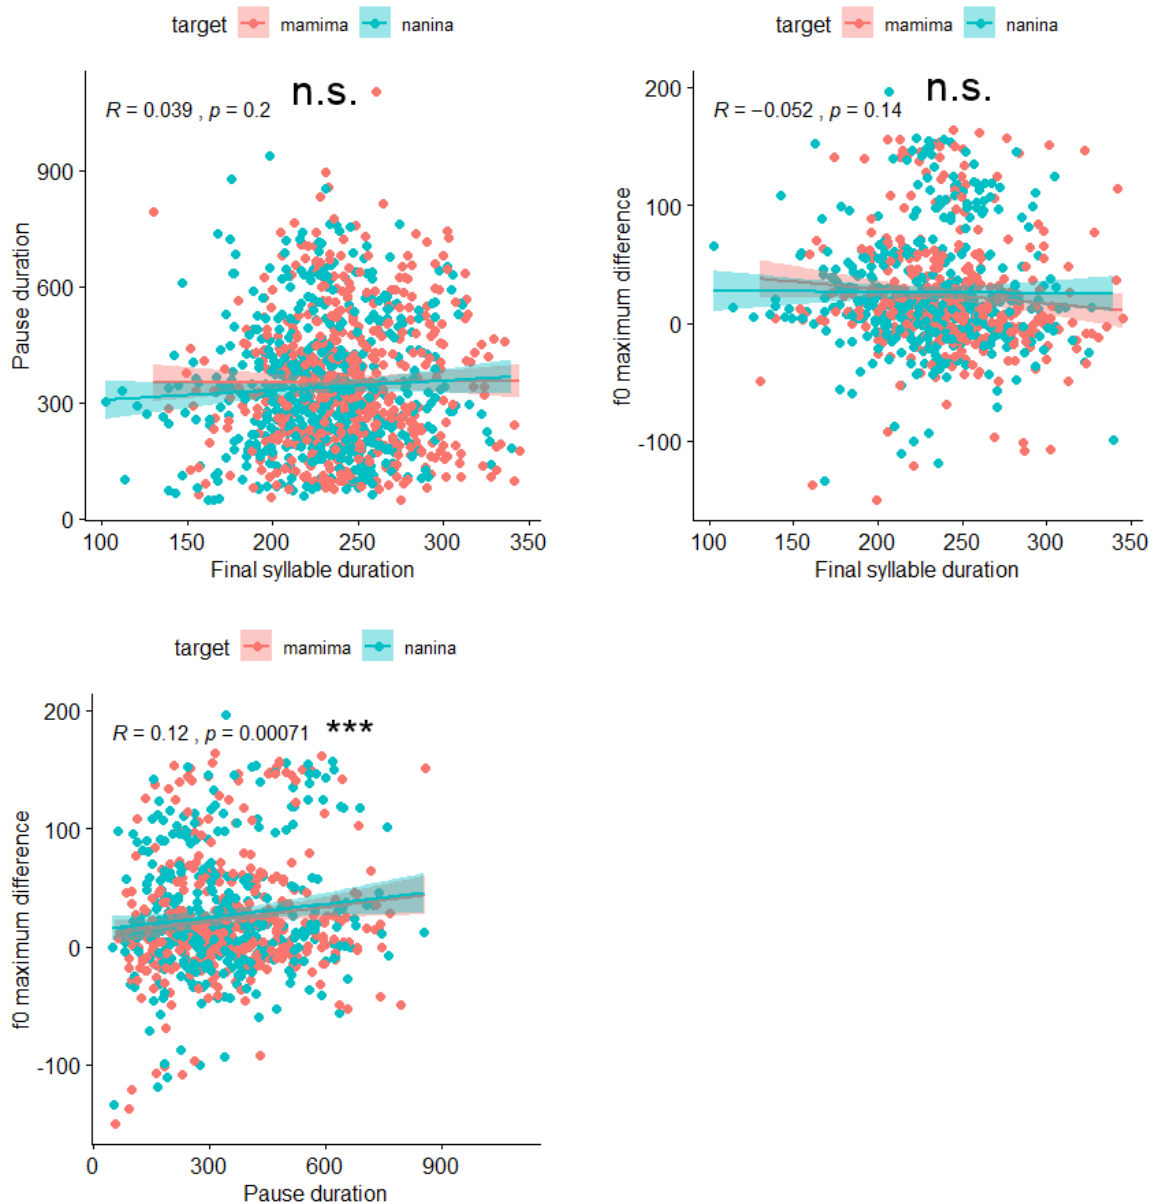 target mamima nanina
n.s.
R = 0.039 , p = 0.2
Pause duration
900
600
300
0
100 150 200 250 300 350
Final syllable duration
target mamima nanina
n.s.
R = −0.052 , p = 0.14
f0 maximum difference
200
100
0
-100
100 150 200 250 300 350
Final syllable duration
target mamima nanina
R = 0.12 , p = 0.00071 ***
f0 maximum difference
200
100
0
-100
0 300 600 900
Pause duration